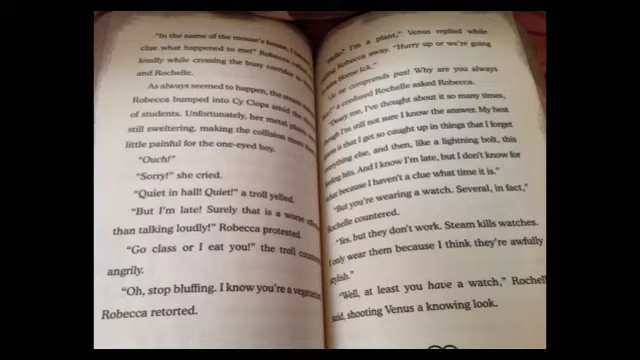 "In the name of the mouse's house, I
clue what happened to me!" Robecca
loudly while crossing the busy corridor to
and Rochelle.
As always seemed to happen, the steam
Robecca bumped into Cy Clops amid the
of students. Unfortunately, her metal plates
still sweltering, making the collision more than
little painful for the one-eyed boy.
"Ouch!"
"Sorry!" she cried.
"Quiet in hall! Quiet!" a troll yelled.
"But I'm late! Surely that is a worse
than talking loudly!" Robecca protested.
"Go class or I eat you!" the troll
angrily.
"Oh, stop bluffing. I know you're a
Robecca retorted.
I'm a plant," Venus replied while
Robecca away. "Hurry up or we're going
Home Ick."
"Je ne comprends pas! Why are you always
a confused Rochelle asked Robecca.
"Deary me, I've thought about it so many times,
though I'm still not sure I know the answer. My best
is that I get so caught up in things that I forget
everything else, and then, like a lightning bolt, this
feeling hits. And I know I'm late, but I don't know for
what because I haven't a clue what time it is."
"But you're wearing a watch. Several, in fact,"
Rochelle countered.
"Yes, but they don't work. Steam kills watches.
I only wear them because I think they're awfully
stylish."
"Well, at least you have a watch," Rochelle
said, shooting Venus a knowing look.